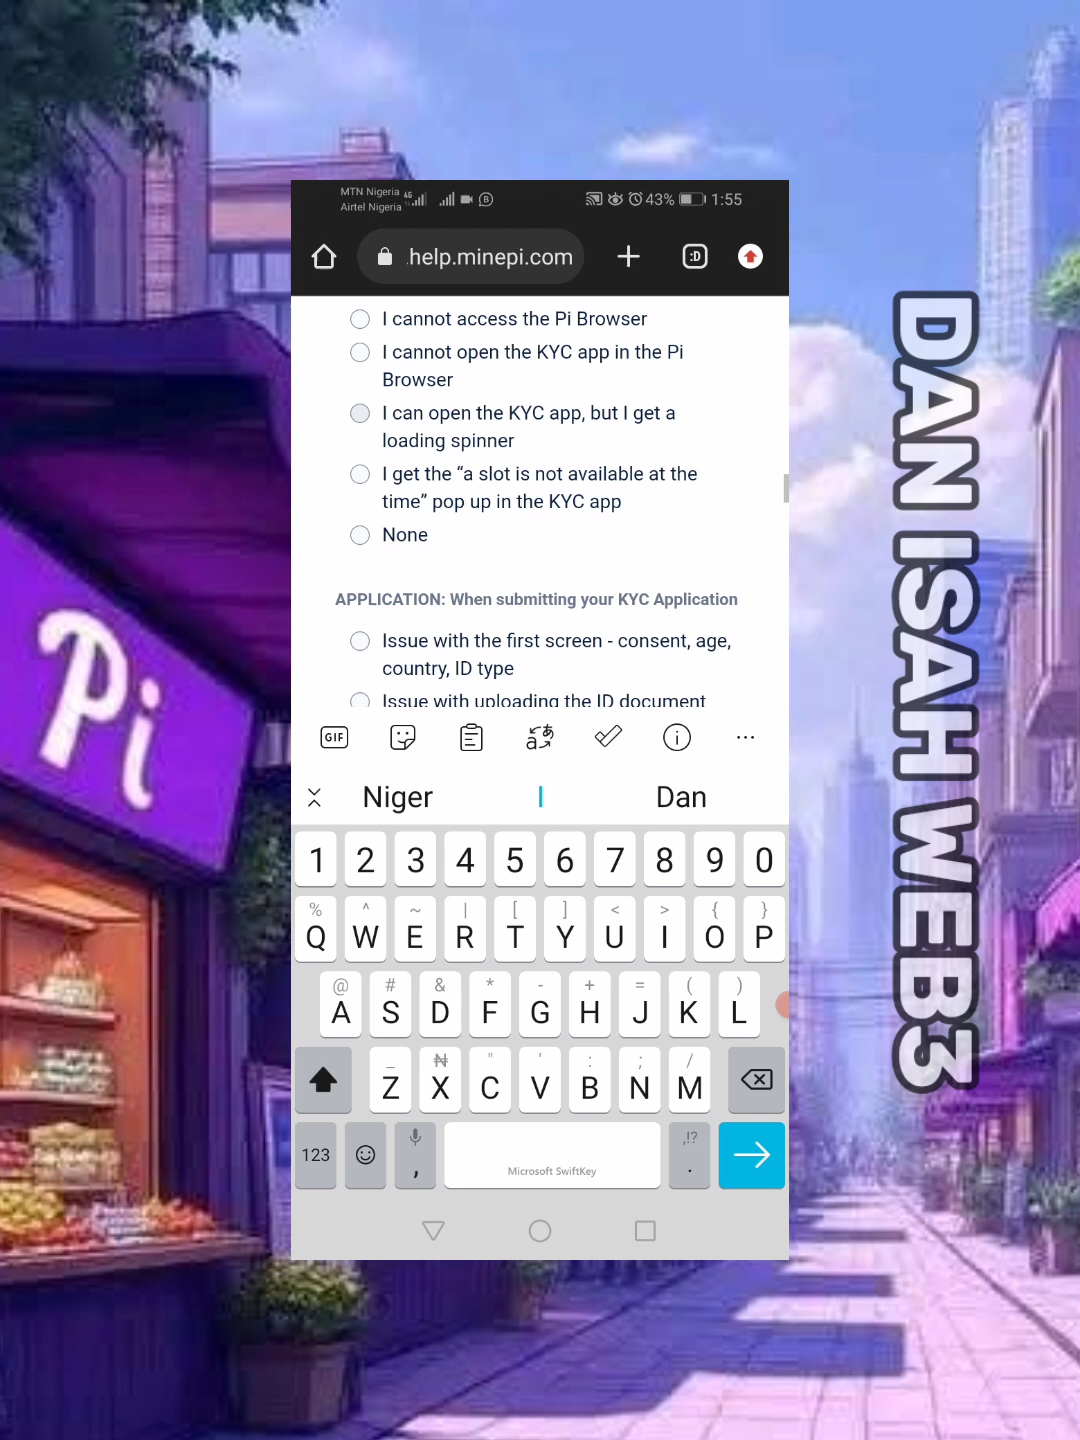 MTN Nigeria
Airtel Nigeria
4G
B
43%
1:55
.help.minepi.com
:D
I cannot access the Pi Browser
I cannot open the KYC app in the Pi
Browser
I can open the KYC app, but I get a
loading spinner
I get the “a slot is not available at the
time” pop up in the KYC app
None
APPLICATION: When submitting your KYC Application
Issue with the first screen - consent, age,
country, ID type
Issue with uploading the ID document
GIF
Niger I Dan
1 2 3 4 5 6 7 8 9 0
% ^ ~ | [ ] < > { }
Q W E R T Y U I O P
@ # & * - + = ( )
A S D F G H J K L
_ ₦ " ' : ; /
Z X C V B N M
123 , ,!? .
Microsoft SwiftKey
Pi
DAN ISAH WEB3